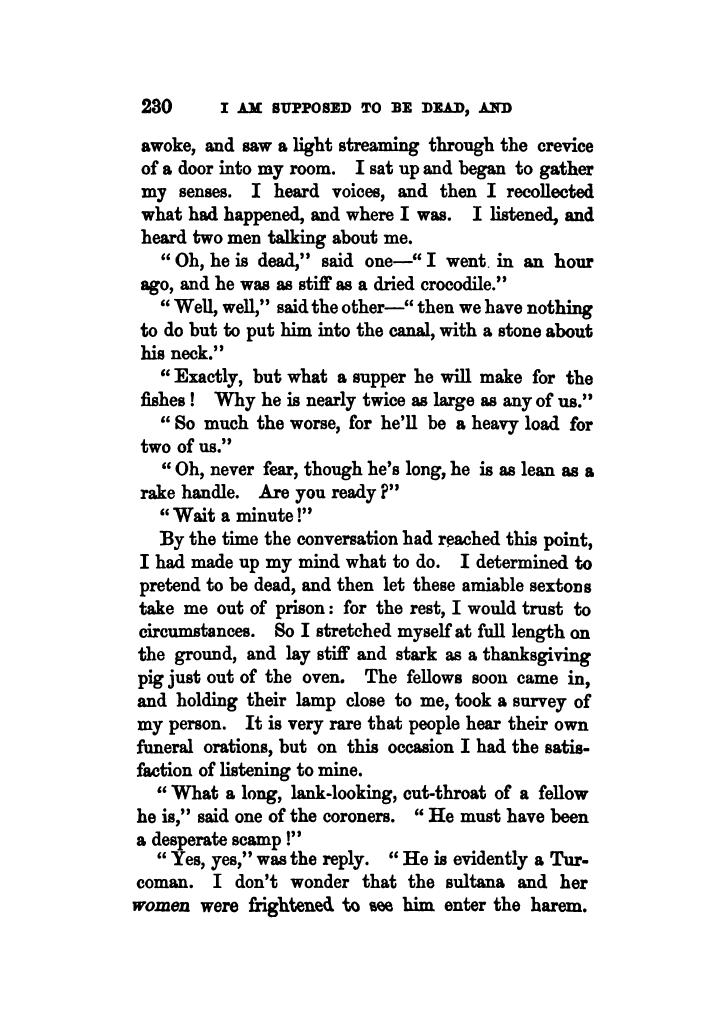 230 I AM SUPPOSED TO BE DEAD, AND
awoke, and saw a light streaming through the crevice
of a door into my room. I sat up and began to gather
my senses. I heard voices, and then I recollected
what had happened, and where I was. I listened, and
heard two men talking about me.
“Oh, he is dead,” said one—“I went in an hour
ago, and he was as stiff as a dried crocodile.”
“Well, well,” said the other—“then we have nothing
to do but to put him into the canal, with a stone about
his neck.”
“Exactly, but what a supper he will make for the
fishes! Why he is nearly twice as large as any of us.”
“So much the worse, for he’ll be a heavy load for
two of us.”
“Oh, never fear, though he’s long, he is as lean as a
rake handle. Are you ready?”
“Wait a minute!”
By the time the conversation had reached this point,
I had made up my mind what to do. I determined to
pretend to be dead, and then let these amiable sextons
take me out of prison: for the rest, I would trust to
circumstances. So I stretched myself at full length on
the ground, and lay stiff and stark as a thanksgiving
pig just out of the oven. The fellows soon came in,
and holding their lamp close to me, took a survey of
my person. It is very rare that people hear their own
funeral orations, but on this occasion I had the satis-
faction of listening to mine.
“What a long, lank-looking, cut-throat of a fellow
he is,” said one of the coroners. “He must have been
a desperate scamp!”
“Yes, yes,” was the reply. “He is evidently a Tur-
coman. I don’t wonder that the sultana and her
women were frightened to see him enter the harem.